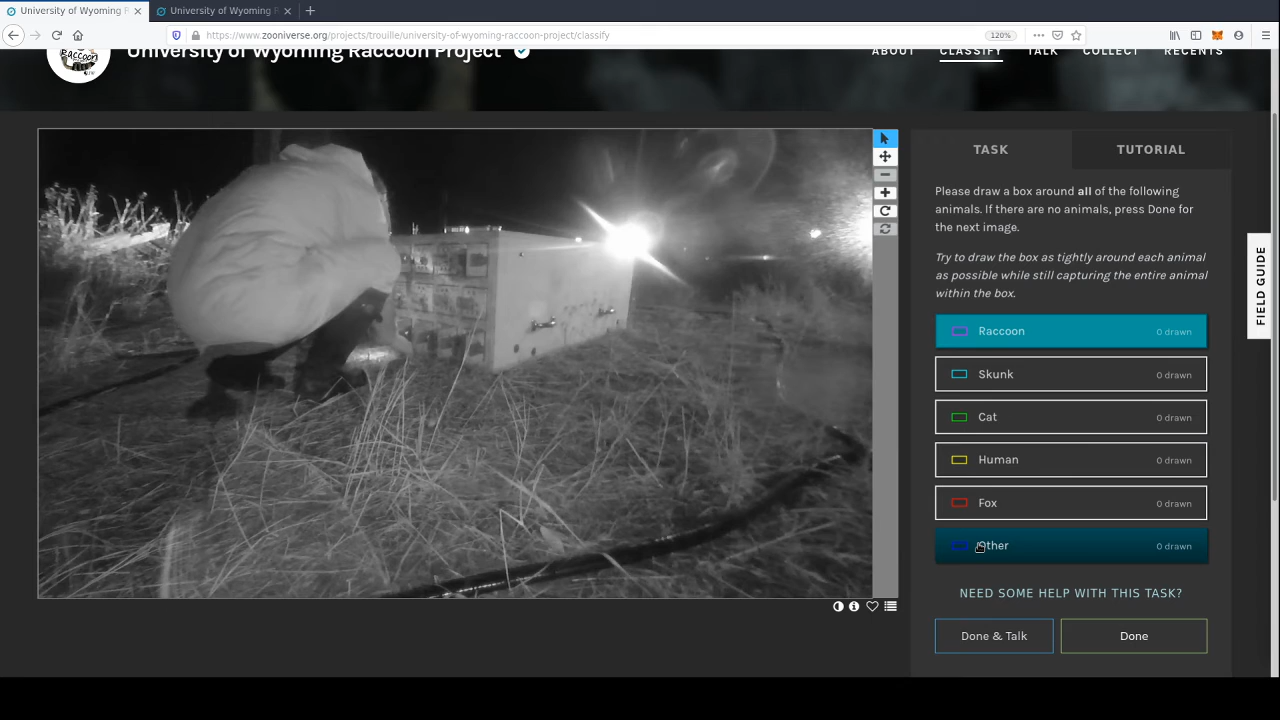 University of Wyoming R
University of Wyoming R
https://www.zooniverse.org/projects/trouille/university-of-wyoming-raccoon-project/classify
120%
University of Wyoming Raccoon Project
ABOUT
CLASSIFY
TALK
COLLECT
RECENTS
TASK
TUTORIAL
Please draw a box around all of the following
animals. If there are no animals, press Done for
the next image.
Try to draw the box as tightly around each animal
as possible while still capturing the entire animal
within the box.
Raccoon 0 drawn
Skunk 0 drawn
Cat 0 drawn
Human 0 drawn
Fox 0 drawn
Other 0 drawn
NEED SOME HELP WITH THIS TASK?
Done & Talk
Done
FIELD GUIDE